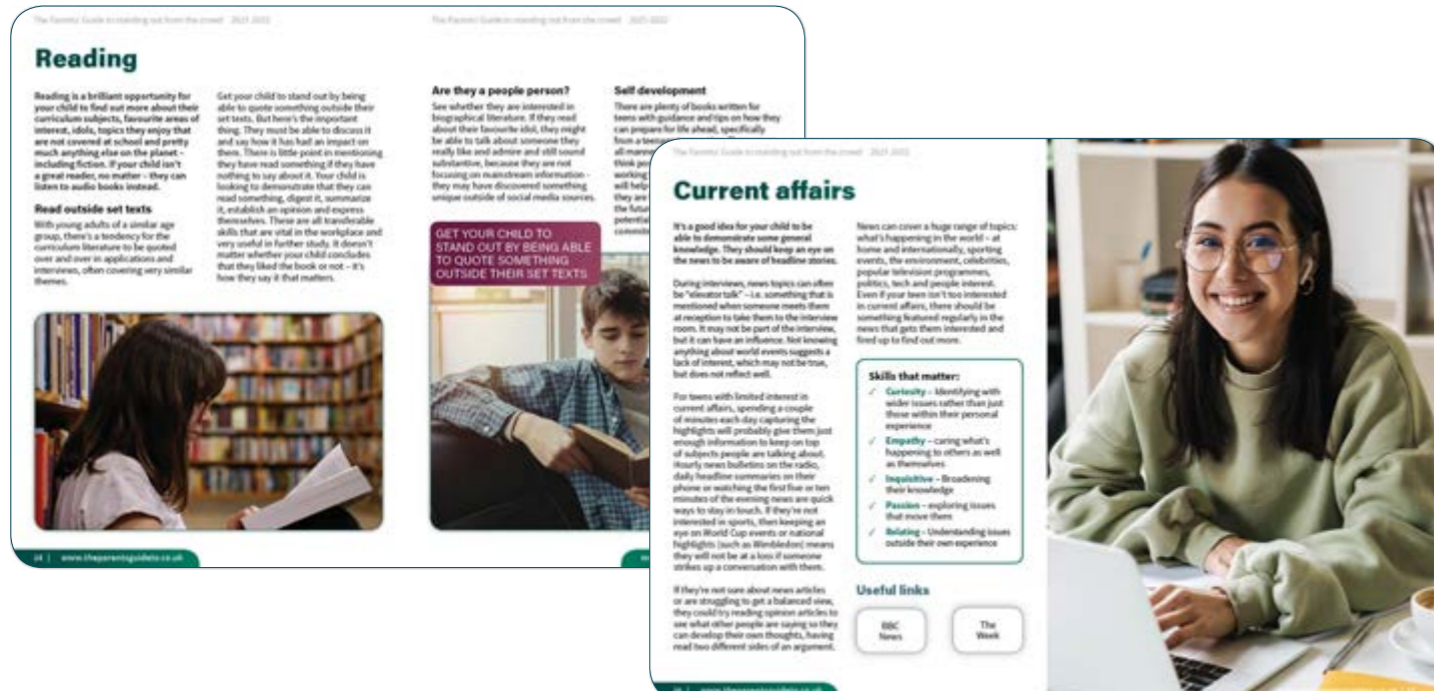 The Parents' Guide to standing out from the crowd 2021-2022
Reading
Reading is a brilliant opportunity for
your child to find out more about their
curriculum subjects, favourite areas of
interest, idols, topics they enjoy that
are not covered at school and pretty
much anything else on the planet –
including fiction. If your child isn't
a great reader, no matter – they can
listen to audio books instead.
Read outside set texts
With young adults of a similar age
group, there's a tendency for the
curriculum literature to be quoted
over and over in applications and
interviews, often covering very similar
themes.
Get your child to stand out by being
able to quote something outside their
set texts. But here's the important
thing. They must be able to discuss it
and say how it has had an impact on
them. There is little point in mentioning
they have read something if they have
nothing to say about it. Your child is
looking to demonstrate that they can
read something, digest it, summarize
it, establish an opinion and express
themselves. These are all transferable
skills that are vital in the workplace and
very useful in further study. It doesn't
matter whether your child concludes
that they liked the book or not – it's
how they say it that matters.
www.theparentsguideto.co.uk
The Parents' Guide to standing out from the crowd 2021-2022
Are they a people person?
See whether they are interested in
biographical literature. If they read
about their favourite idol, they might
be able to talk about someone they
really like and admire and still sound
substantive, because they are not
focusing on mainstream information –
they may have discovered something
unique outside of social media sources.
GET YOUR CHILD TO
STAND OUT BY BEING ABLE
TO QUOTE SOMETHING
OUTSIDE THEIR SET TEXTS
Self development
There are plenty of books written for
teens with guidance and tips on how they
can prepare for life ahead, specifically
from a
all
think
working
will help
they are
the
The Parents' Guide to standing out from the crowd 2021-2022
Current affairs
It's a good idea for your child to be
able to demonstrate some general
knowledge. They should keep an eye on
the news to be aware of headline stories.
During interviews, news topics can often
be "elevator talk" – i.e. something that is
mentioned when someone meets them
at reception to take them to the interview
room. It may not be part of the interview,
but it can have an influence. Not knowing
anything about world events suggests a
lack of interest, which may not be true,
but does not reflect well.
For teens with limited interest in
current affairs, spending a couple
of minutes each day capturing the
highlights will probably give them just
enough information to keep on top
of subjects people are talking about.
Hourly news bulletins on the radio,
daily headline summaries on their
phone or watching the first five or ten
minutes of the evening news are quick
ways to stay in touch. If they're not
interested in sports, then keeping an
eye on World Cup events or national
highlights (such as Wimbledon) means
they will not be at a loss if someone
strikes up a conversation with them.
If they're not sure about news articles
or are struggling to get a balanced view,
they could try reading opinion articles to
see what other people are saying so they
can develop their own thoughts, having
read two different sides of an argument.
News can cover a huge range of topics:
what's happening in the world – at
home and internationally, sporting
events, the environment, celebrities,
popular television programmes,
politics, tech and people interest.
Even if your teen isn't too interested
in current affairs, there should be
something featured regularly in the
news that gets them interested and
fired up to find out more.
Skills that matter:
✓ Curiosity – Identifying with
wider issues rather than just
those within their personal
experience
✓ Empathy – caring what's
happening to others as well
as themselves
✓ Inquisitive – Broadening
their knowledge
✓ Passion – exploring issues
that move them
✓ Relating – Understanding issues
outside their own experience
Useful links
BBC
News
The
Week
www.theparentsguideto.co.uk